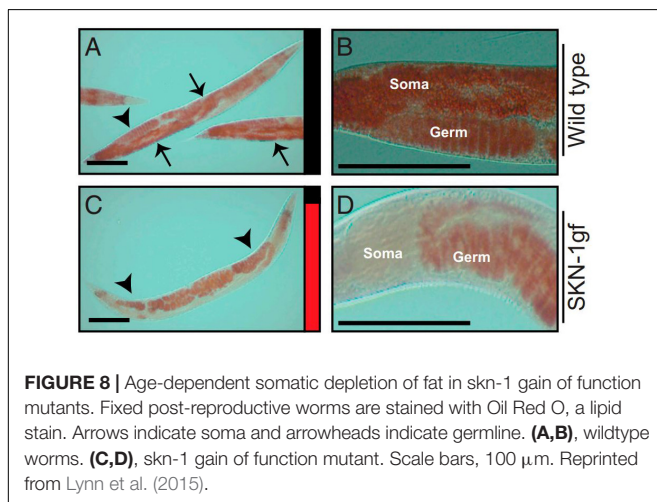 A
B
Soma
Germ
Wild type
C
D
Soma
Germ
SKN-1gf
FIGURE 8 | Age-dependent somatic depletion of fat in skn-1 gain of function
mutants. Fixed post-reproductive worms are stained with Oil Red O, a lipid
stain. Arrows indicate soma and arrowheads indicate germline. (A,B), wildtype
worms. (C,D), skn-1 gain of function mutant. Scale bars, 100 μm. Reprinted
from Lynn et al. (2015).